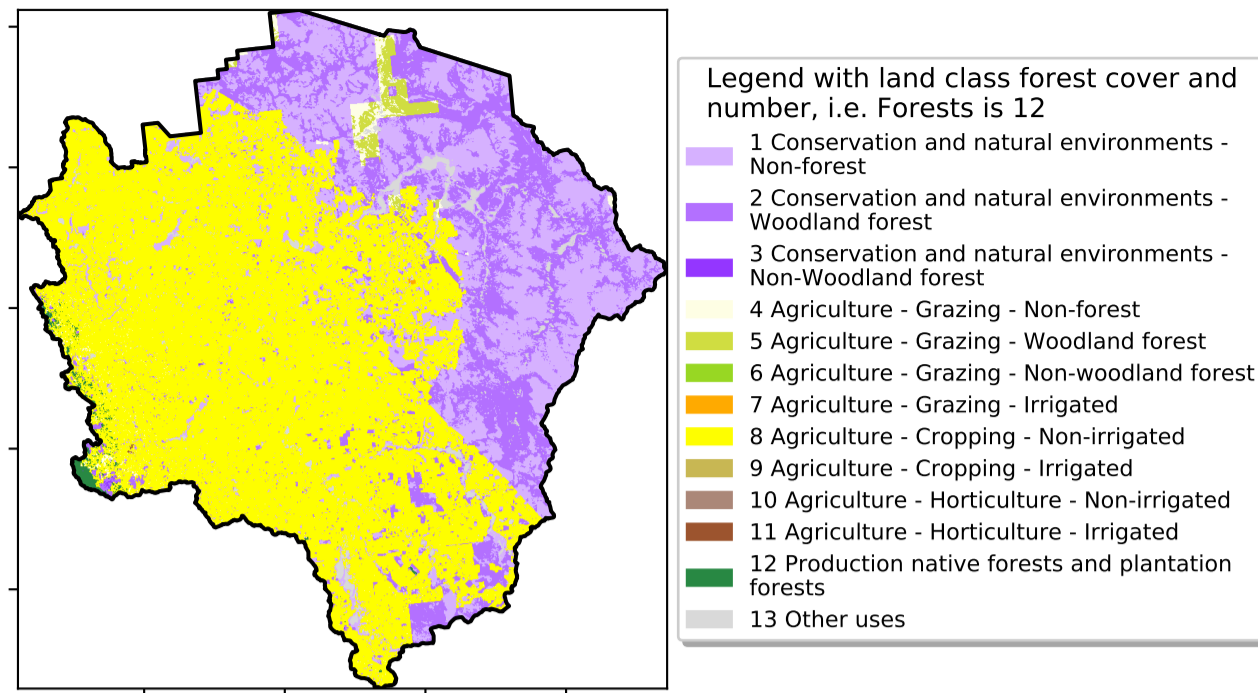 Legend with land class forest cover and
number, i.e. Forests is 12
1 Conservation and natural environments -
Non-forest
2 Conservation and natural environments -
Woodland forest
3 Conservation and natural environments -
Non-Woodland forest
4 Agriculture - Grazing - Non-forest
5 Agriculture - Grazing - Woodland forest
6 Agriculture - Grazing - Non-woodland forest
7 Agriculture - Grazing - Irrigated
8 Agriculture - Cropping - Non-irrigated
9 Agriculture - Cropping - Irrigated
10 Agriculture - Horticulture - Non-irrigated
11 Agriculture - Horticulture - Irrigated
12 Production native forests and plantation
forests
13 Other uses